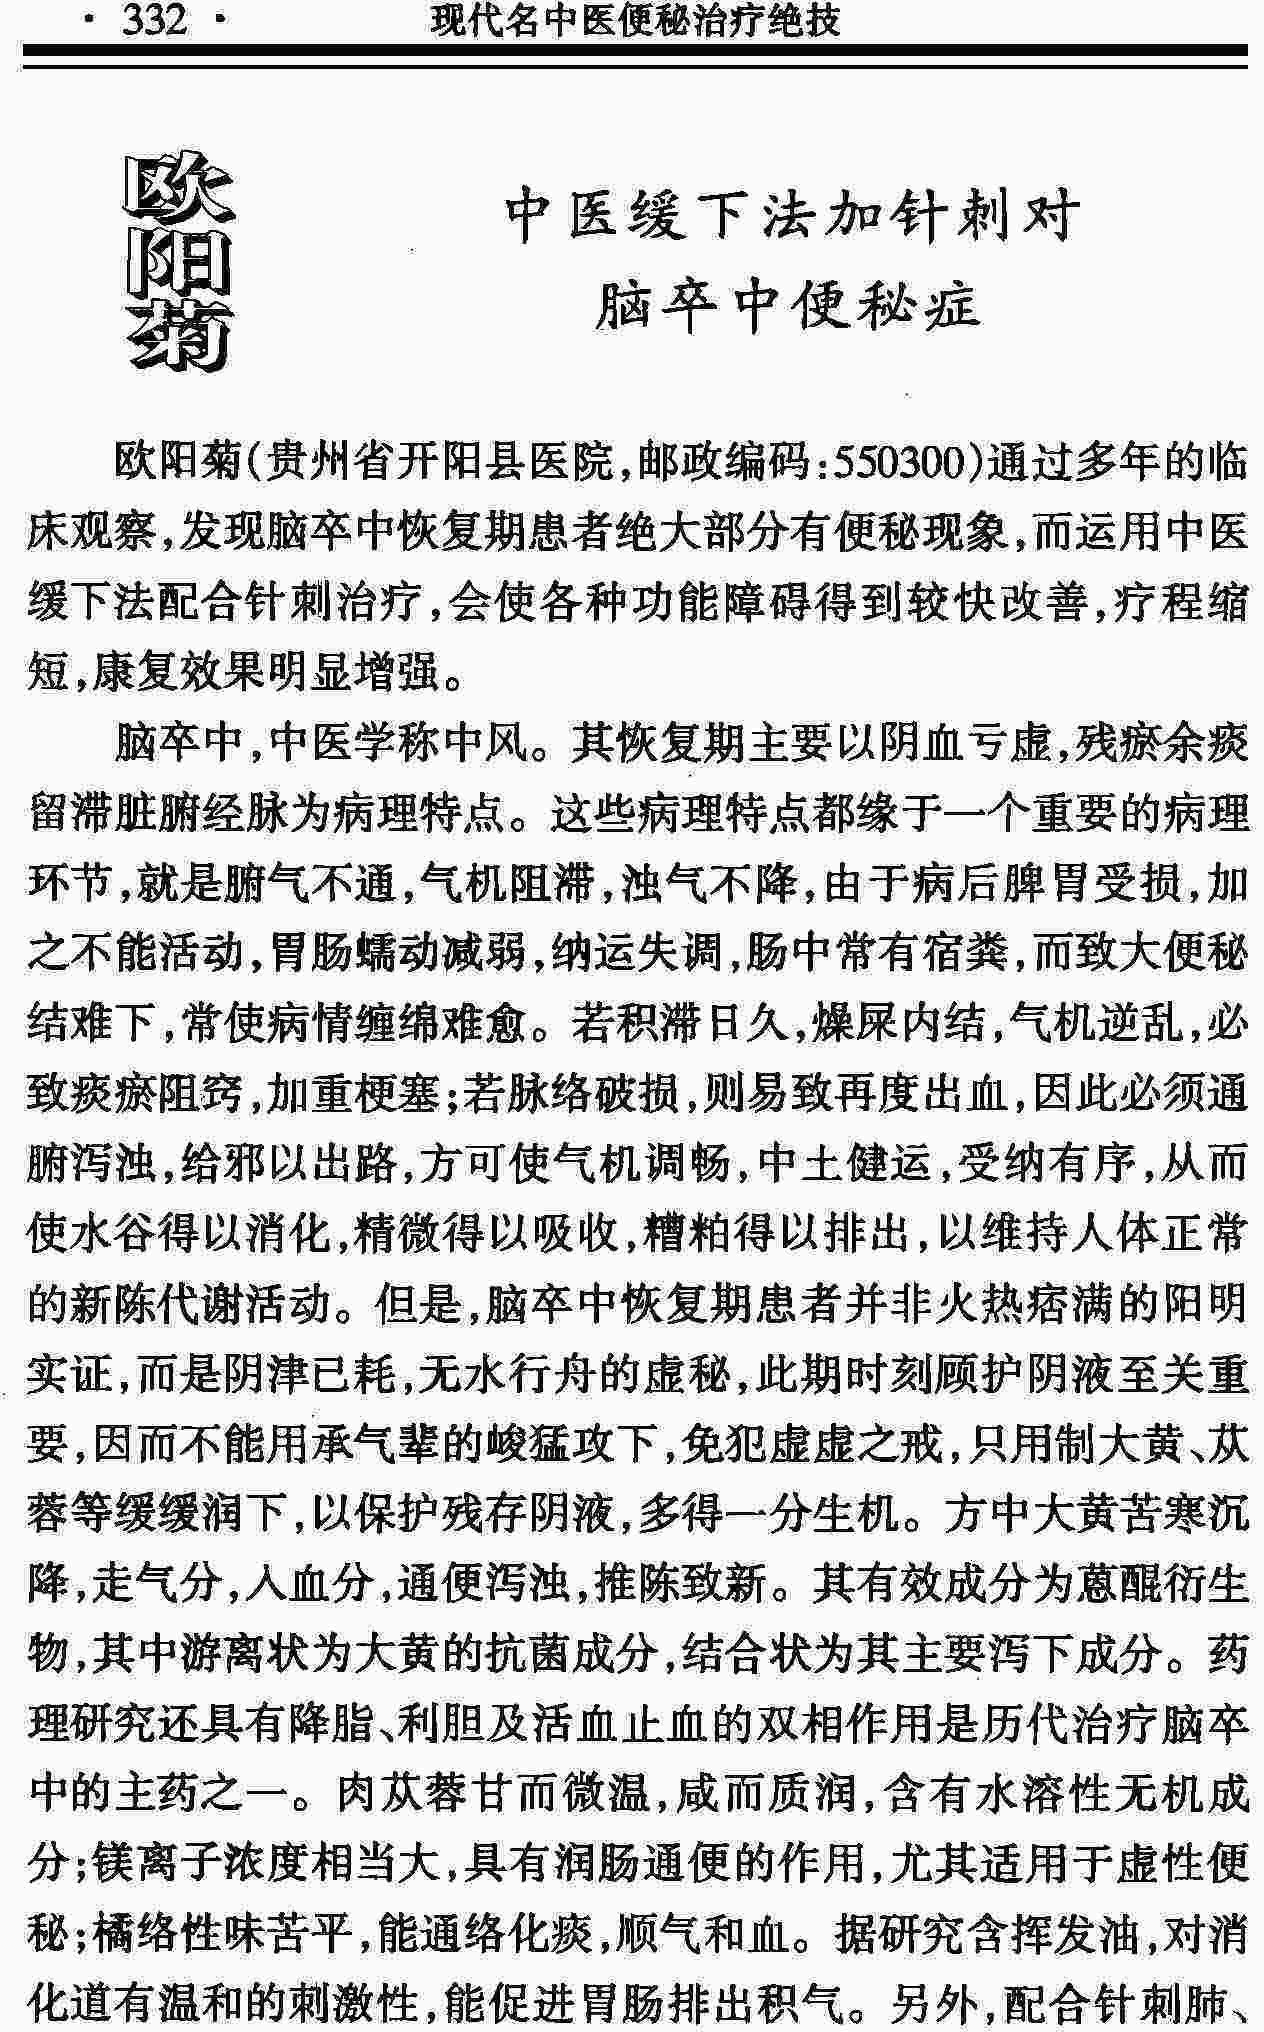 · 332 ·
现代名中医便秘治疗绝技
欧阳菊
中医缓下法加针刺对
脑卒中便秘症
欧阳菊(贵州省开阳县医院,邮政编码:550300)通过多年的临
床观察,发现脑卒中恢复期患者绝大部分有便秘现象,而运用中医
缓下法配合针刺治疗,会使各种功能障碍得到较快改善,疗程缩
短,康复效果明显增强。
脑卒中,中医学称中风。其恢复期主要以阴血亏虚,残瘀余痰
留滞脏腑经脉为病理特点。这些病理特点都缘于一个重要的病理
环节,就是腑气不通,气机阻滞,浊气不降,由于病后脾胃受损,加
之不能活动,胃肠蠕动减弱,纳运失调,肠中常有宿粪,而致大便秘
结难下,常使病情缠绵难愈。若积滞日久,燥屎内结,气机逆乱,必
致痰瘀阻窍,加重梗塞;若脉络破损,则易致再度出血,因此必须通
腑泻浊,给邪以出路,方可使气机调畅,中土健运,受纳有序,从而
使水谷得以消化,精微得以吸收,糟粕得以排出,以维持人体正常
的新陈代谢活动。但是,脑卒中恢复期患者并非火热痞满的阳明
实证,而是阴津已耗,无水行舟的虚秘,此期时刻顾护阴液至关重
要,因而不能用承气辈的峻猛攻下,免犯虚虚之戒,只用制大黄、苁
蓉等缓缓润下,以保护残存阴液,多得一分生机。方中大黄苦寒沉
降,走气分,入血分,通便泻浊,推陈致新。其有效成分为蒽醌衍生
物,其中游离状为大黄的抗菌成分,结合状为其主要泻下成分。药
理研究还具有降脂、利胆及活血止血的双相作用是历代治疗脑卒
中的主药之一。肉苁蓉甘而微温,咸而质润,含有水溶性无机成
分;镁离子浓度相当大,具有润肠通便的作用,尤其适用于虚性便
秘;橘络性味苦平,能通络化痰,顺气和血。据研究含挥发油,对消
化道有温和的刺激性,能促进胃肠排出积气。另外,配合针刺肺、